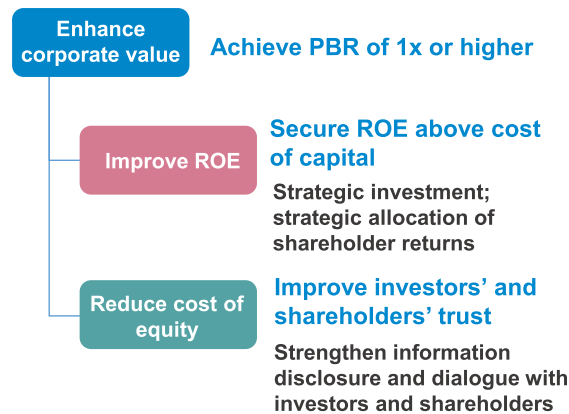 Enhance
corporate value
Achieve PBR of 1x or higher
Improve ROE
Secure ROE above cost
of capital
Strategic investment;
strategic allocation of
shareholder returns
Reduce cost of
equity
Improve investors’ and
shareholders’ trust
Strengthen information
disclosure and dialogue with
investors and shareholders